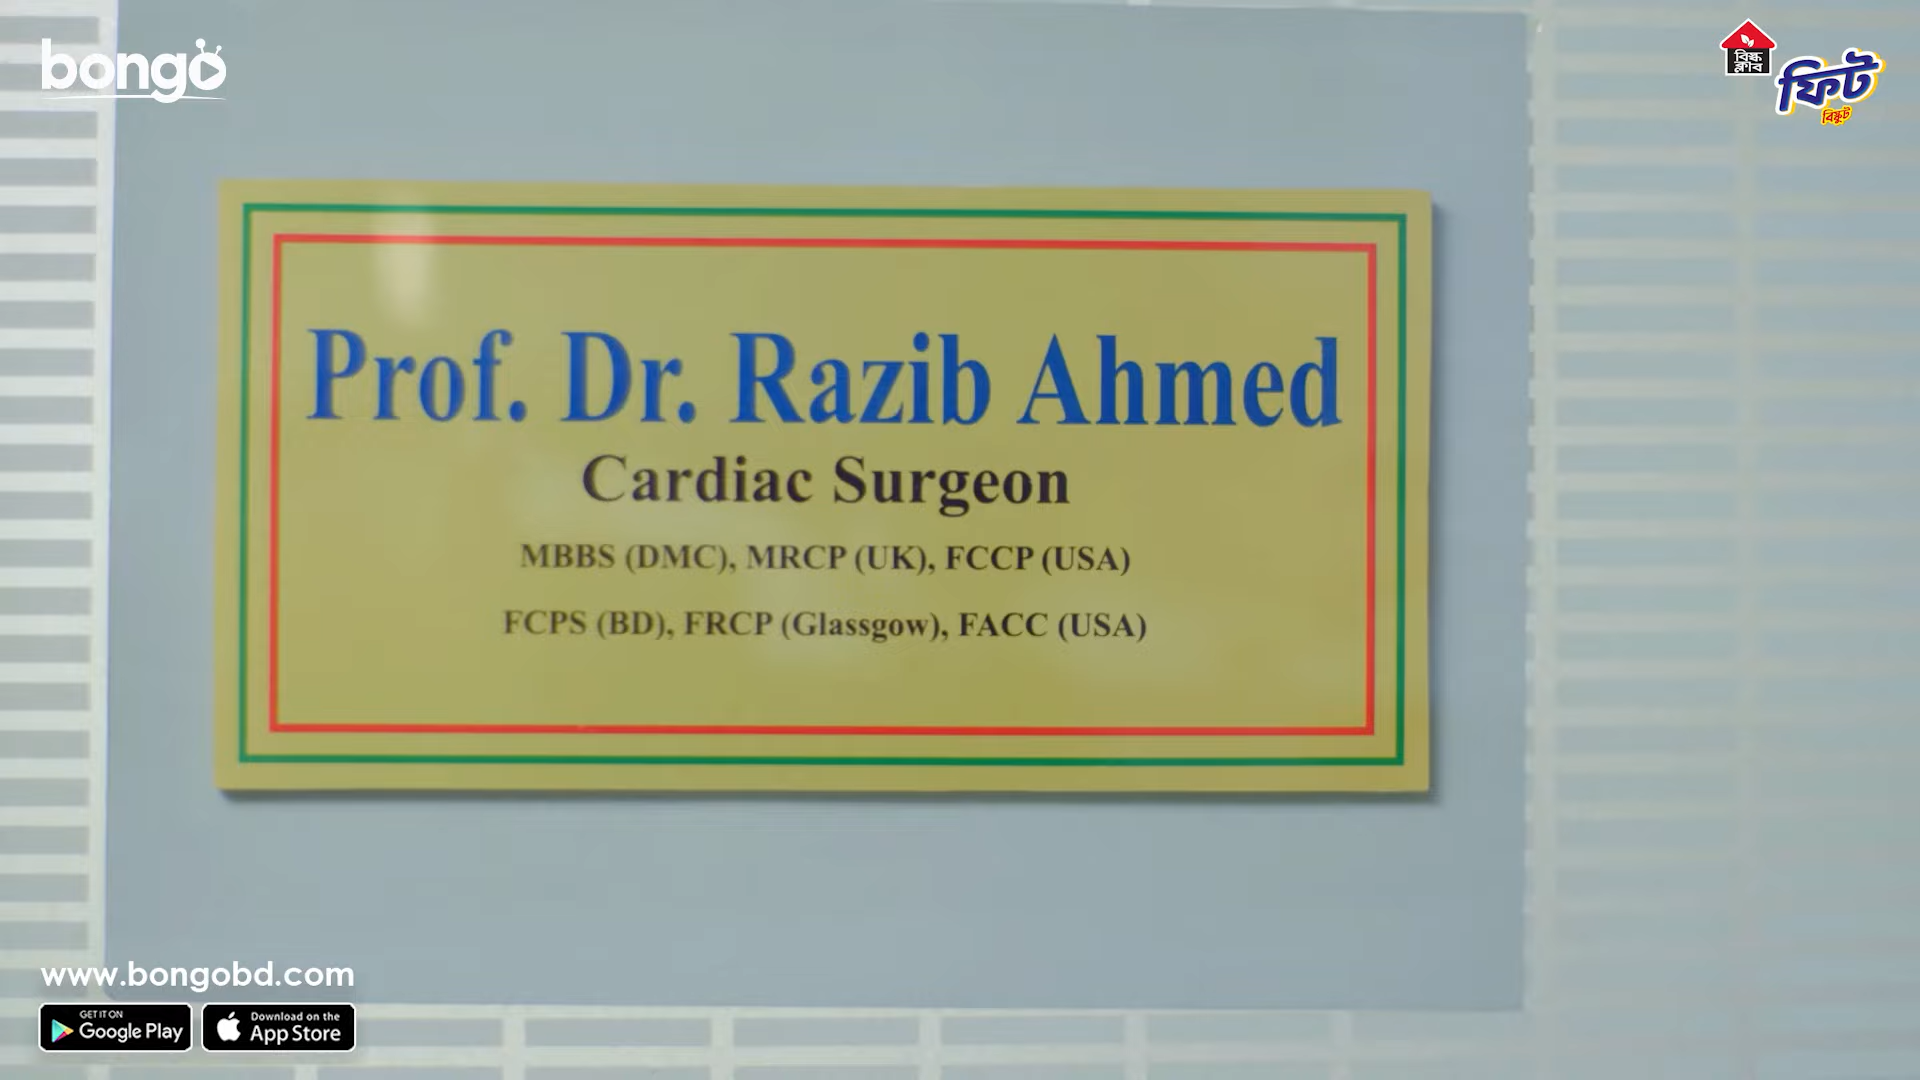 bongo
বিস্ক
ক্লাব
ফিট
বিস্কুট
Prof. Dr. Razib Ahmed
Cardiac Surgeon
MBBS (DMC), MRCP (UK), FCCP (USA)
FCPS (BD), FRCP (Glassgow), FACC (USA)
www.bongobd.com
GET IT ON
Google Play
Download on the
App Store